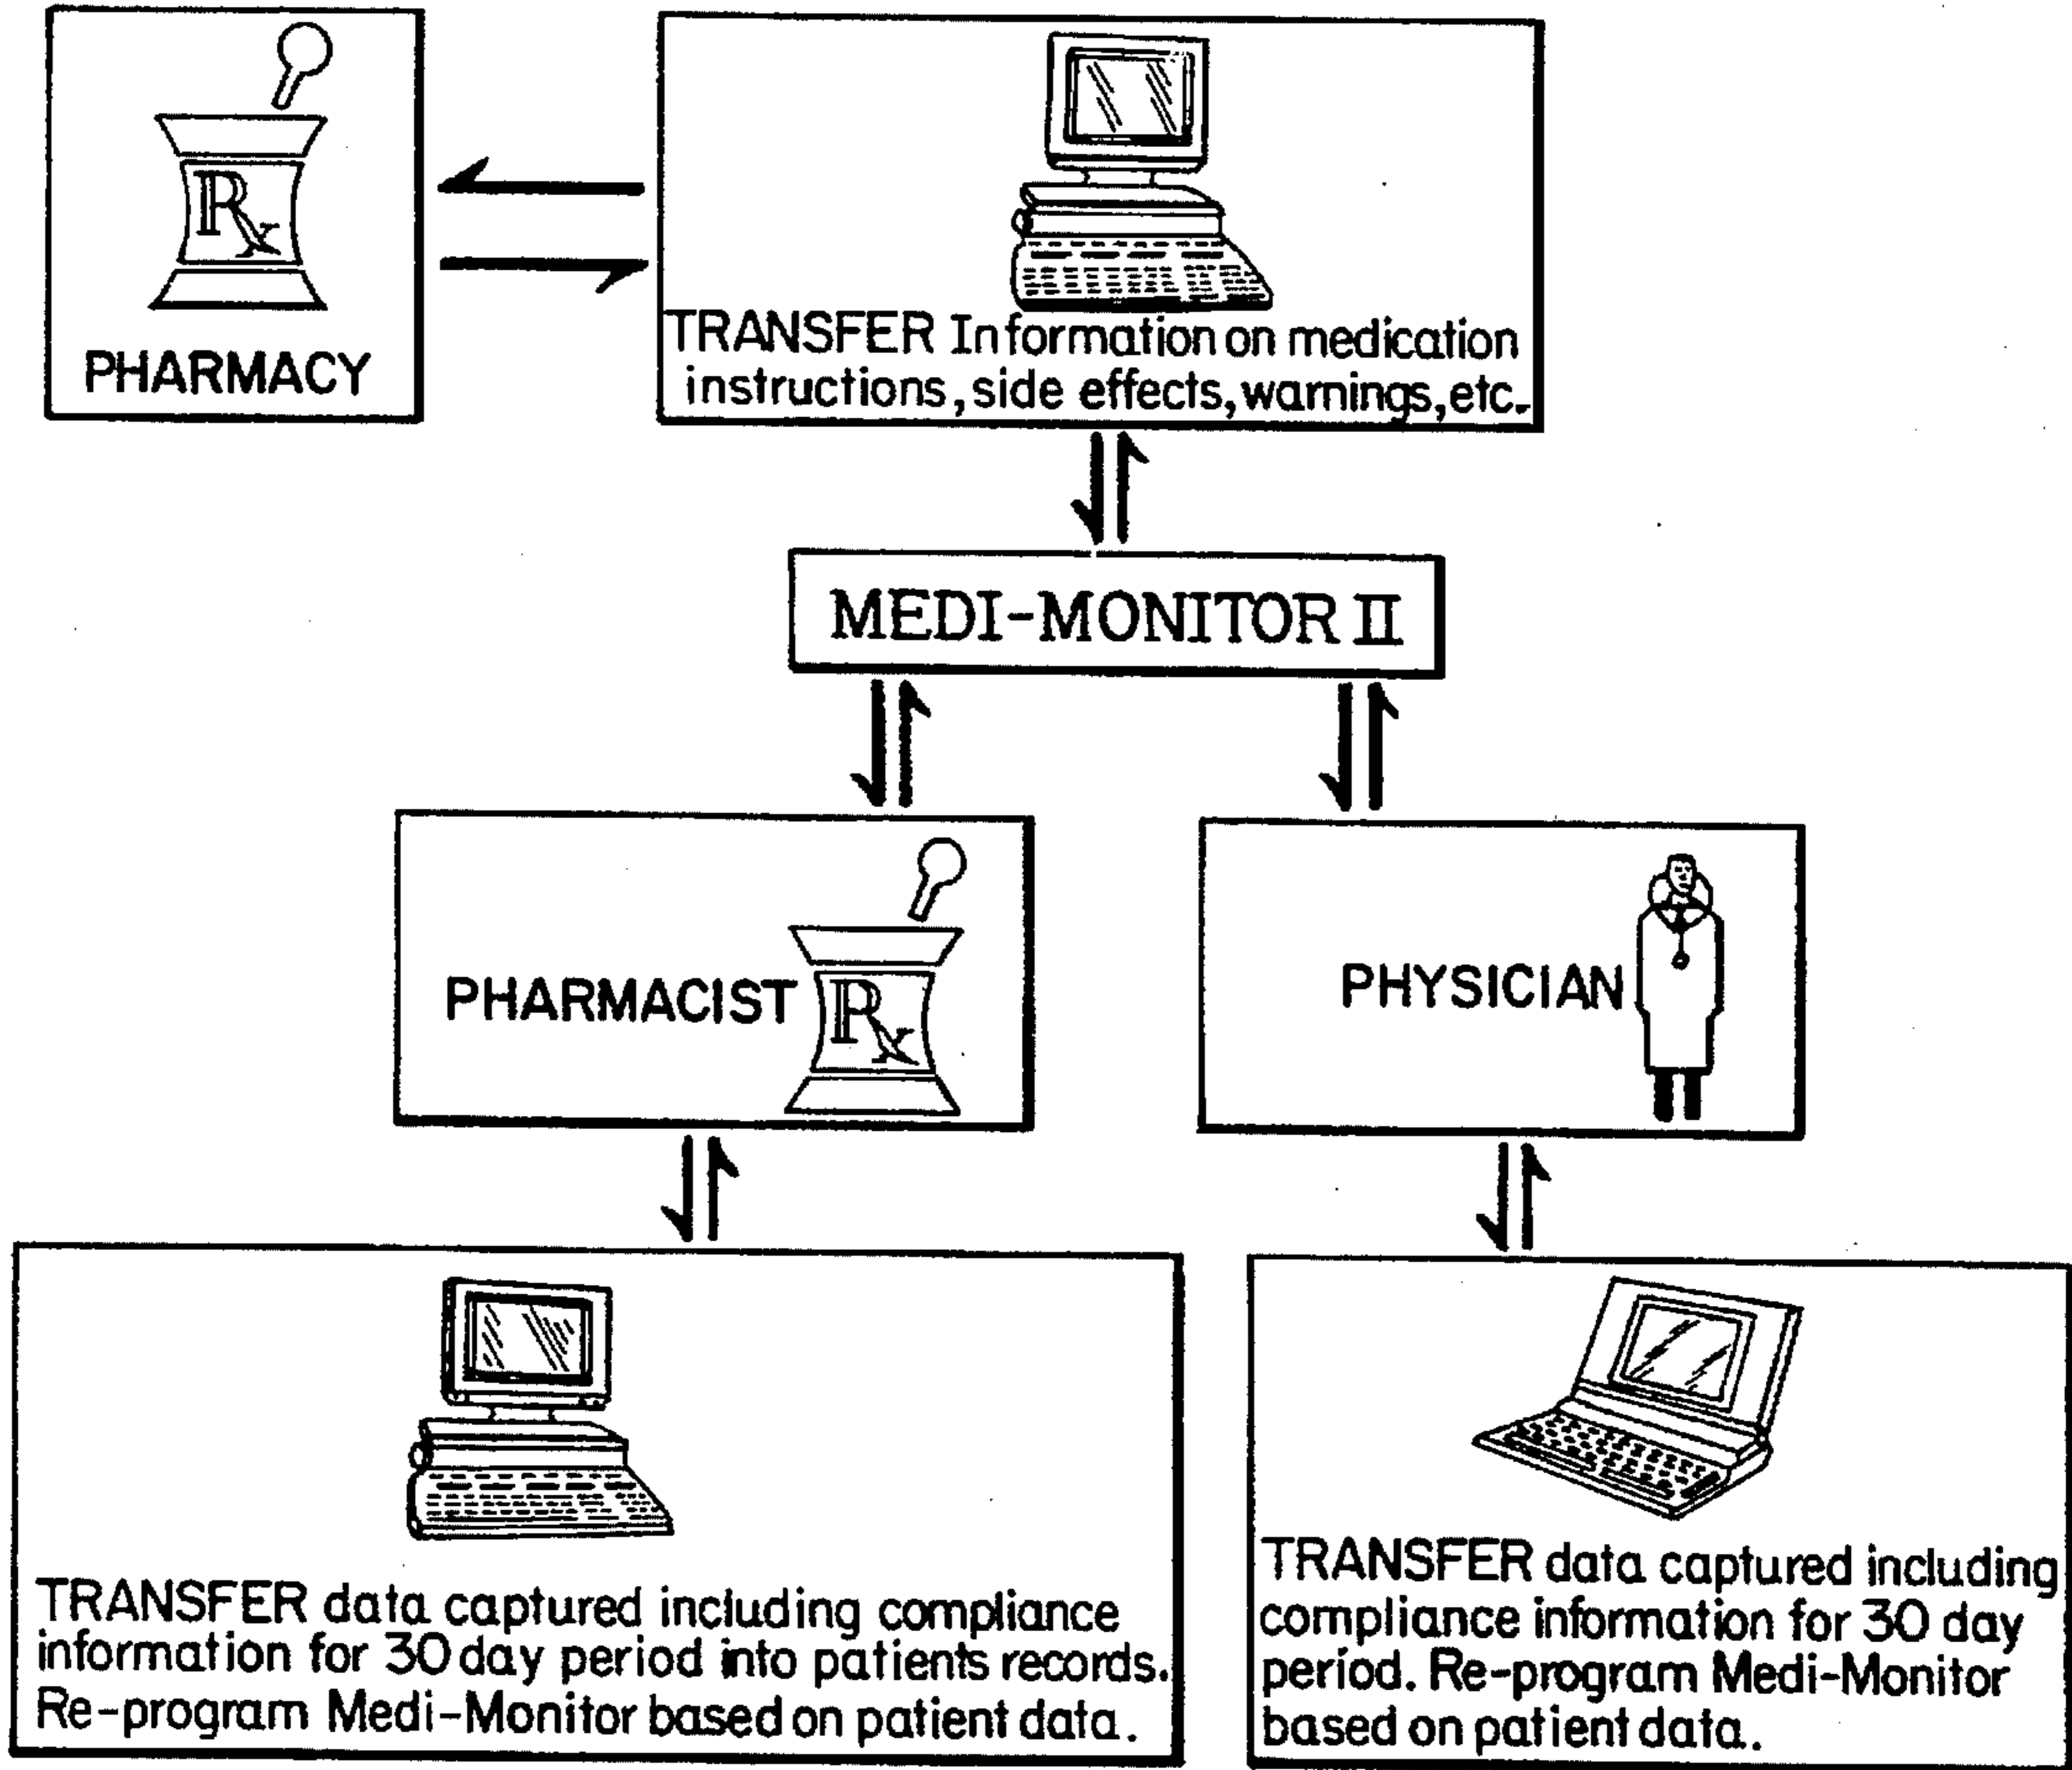 Rx
PHARMACY
TRANSFER Information on medication
instructions, side effects, warnings, etc.
MEDI-MONITOR II
PHARMACIST
Rx
PHYSICIAN
TRANSFER data captured including compliance
information for 30 day period into patients records.
Re-program Medi-Monitor based on patient data.
TRANSFER data captured including
compliance information for 30 day
period. Re-program Medi-Monitor
based on patient data.